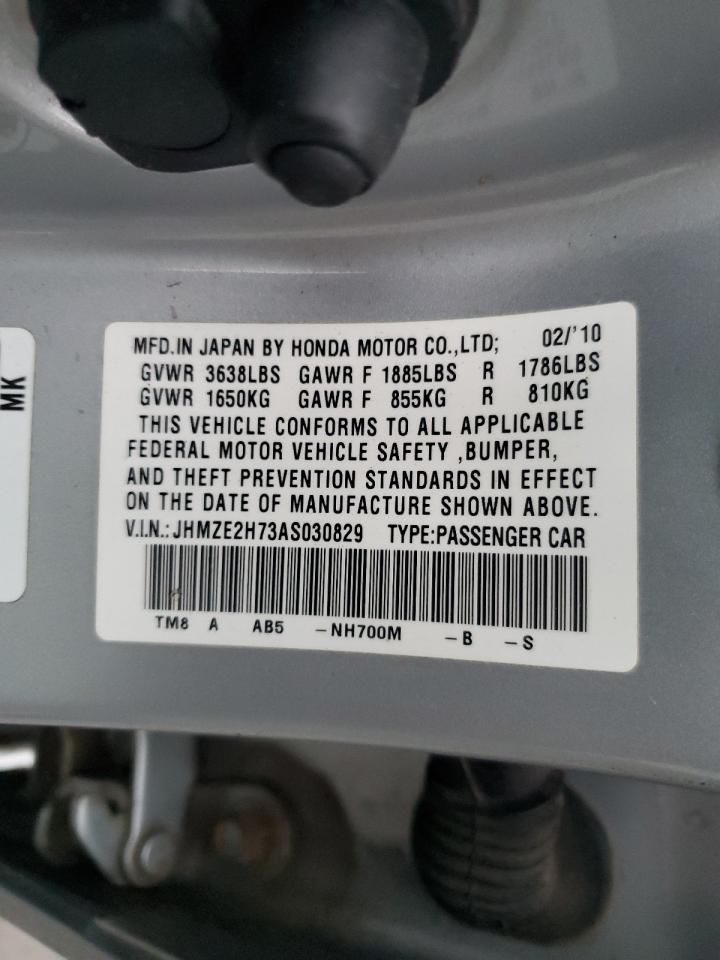 MFD.IN JAPAN BY HONDA MOTOR CO.,LTD; 02/'10
GVWR 3638LBS GAWR F 1885LBS R 1786LBS
GVWR 1650KG GAWR F 855KG R 810KG
THIS VEHICLE CONFORMS TO ALL APPLICABLE
FEDERAL MOTOR VEHICLE SAFETY ,BUMPER,
AND THEFT PREVENTION STANDARDS IN EFFECT
ON THE DATE OF MANUFACTURE SHOWN ABOVE.
V.I.N.: JHMZE2H73AS030829 TYPE:PASSENGER CAR
TM8 A AB5 -NH700M -B -S
MK